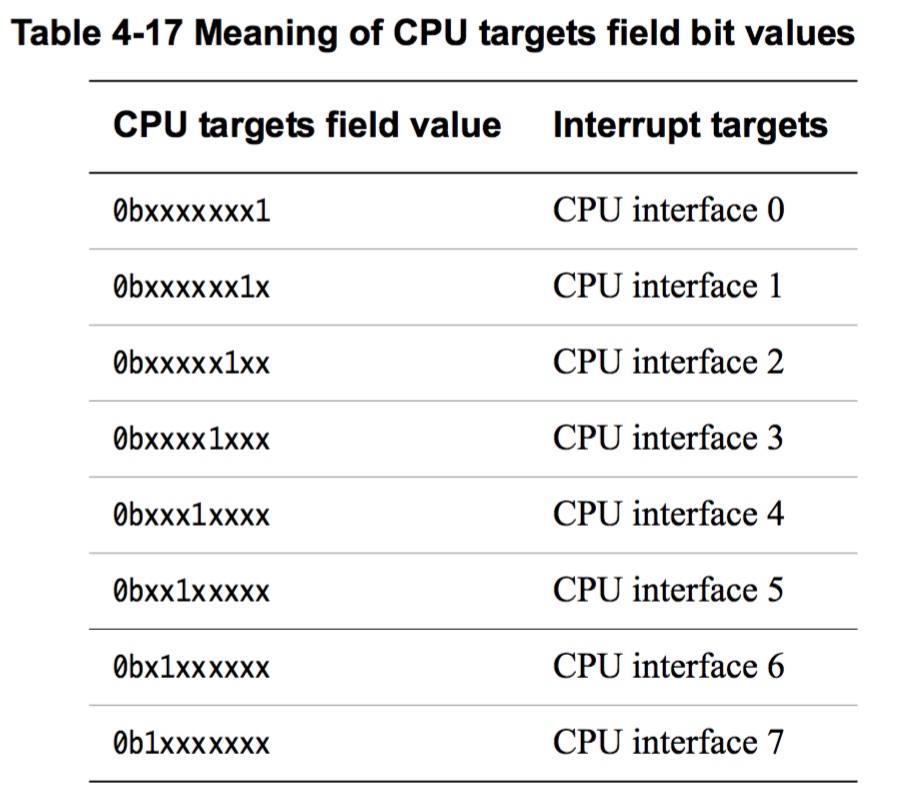 Table 4-17 Meaning of CPU targets field bit values
CPU targets field value Interrupt targets
0bxxxxxxx1 CPU interface 0
0bxxxxxx1x CPU interface 1
0bxxxxx1xx CPU interface 2
0bxxxx1xxx CPU interface 3
0bxxx1xxxx CPU interface 4
0bxx1xxxxx CPU interface 5
0bx1xxxxxx CPU interface 6
0b1xxxxxxx CPU interface 7